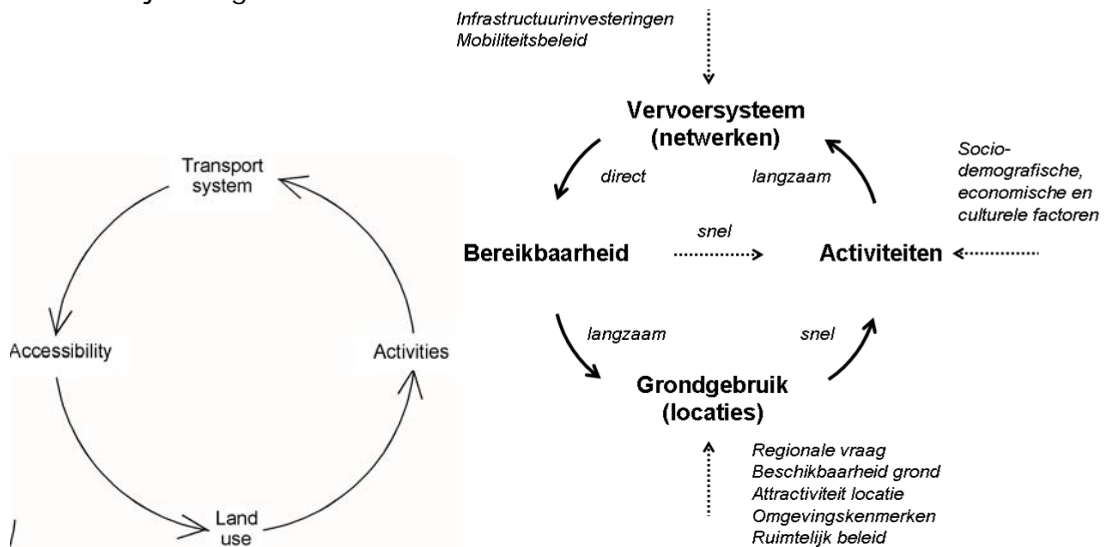 Infrastructuurinvesteringen
Mobiliteitsbeleid
Transport
system
Accessibility
Activities
Land
use
Vervoersysteem
(netwerken)
direct
langzaam
Socio-
demografische,
economische en
culturele factoren
snel
Bereikbaarheid
Activiteiten
langzaam
snel
Grondgebruik
(locaties)
Regionale vraag
Beschikbaarheid grond
Attractiviteit locatie
Omgevingskenmerken
Ruimtelijk beleid